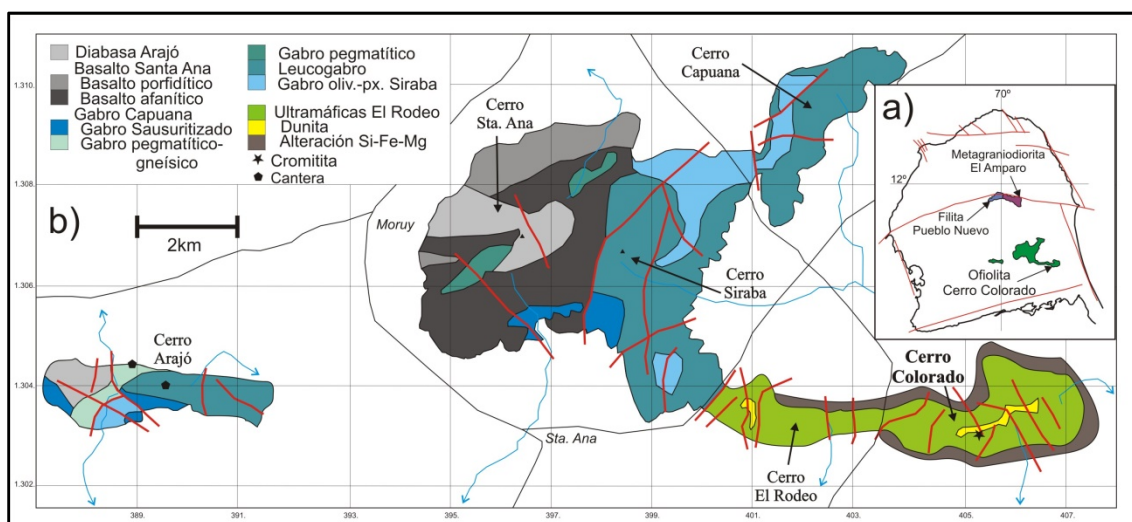 Diabasa Arajó
Basalto Santa Ana
Basalto porfidítico
Basalto afanítico
Gabro Capuana
Gabro Sausuritizado
Gabro pegmatítico-
gneísico
Gabro pegmatítico
Leucogabro
Gabro oliv.-px. Siraba
Ultramáficas El Rodeo
Dunita
Alteración Si-Fe-Mg
Cromitita
Cantera
b)
2km
Cerro
Sta. Ana
Cerro
Capuana
Moruy
Cerro
Siraba
Cerro
Arajó
Sta. Ana
Cerro
El Rodeo
Cerro
Colorado
a)
70°
12°
Metagraniodiorita
El Amparo
Filita
Pueblo Nuevo
Ofiolita
Cerro Colorado
1.310.
1.308.
1.306.
1.304.
1.302.
389.
391.
395.
397.
399.
401.
403.
405.
407.